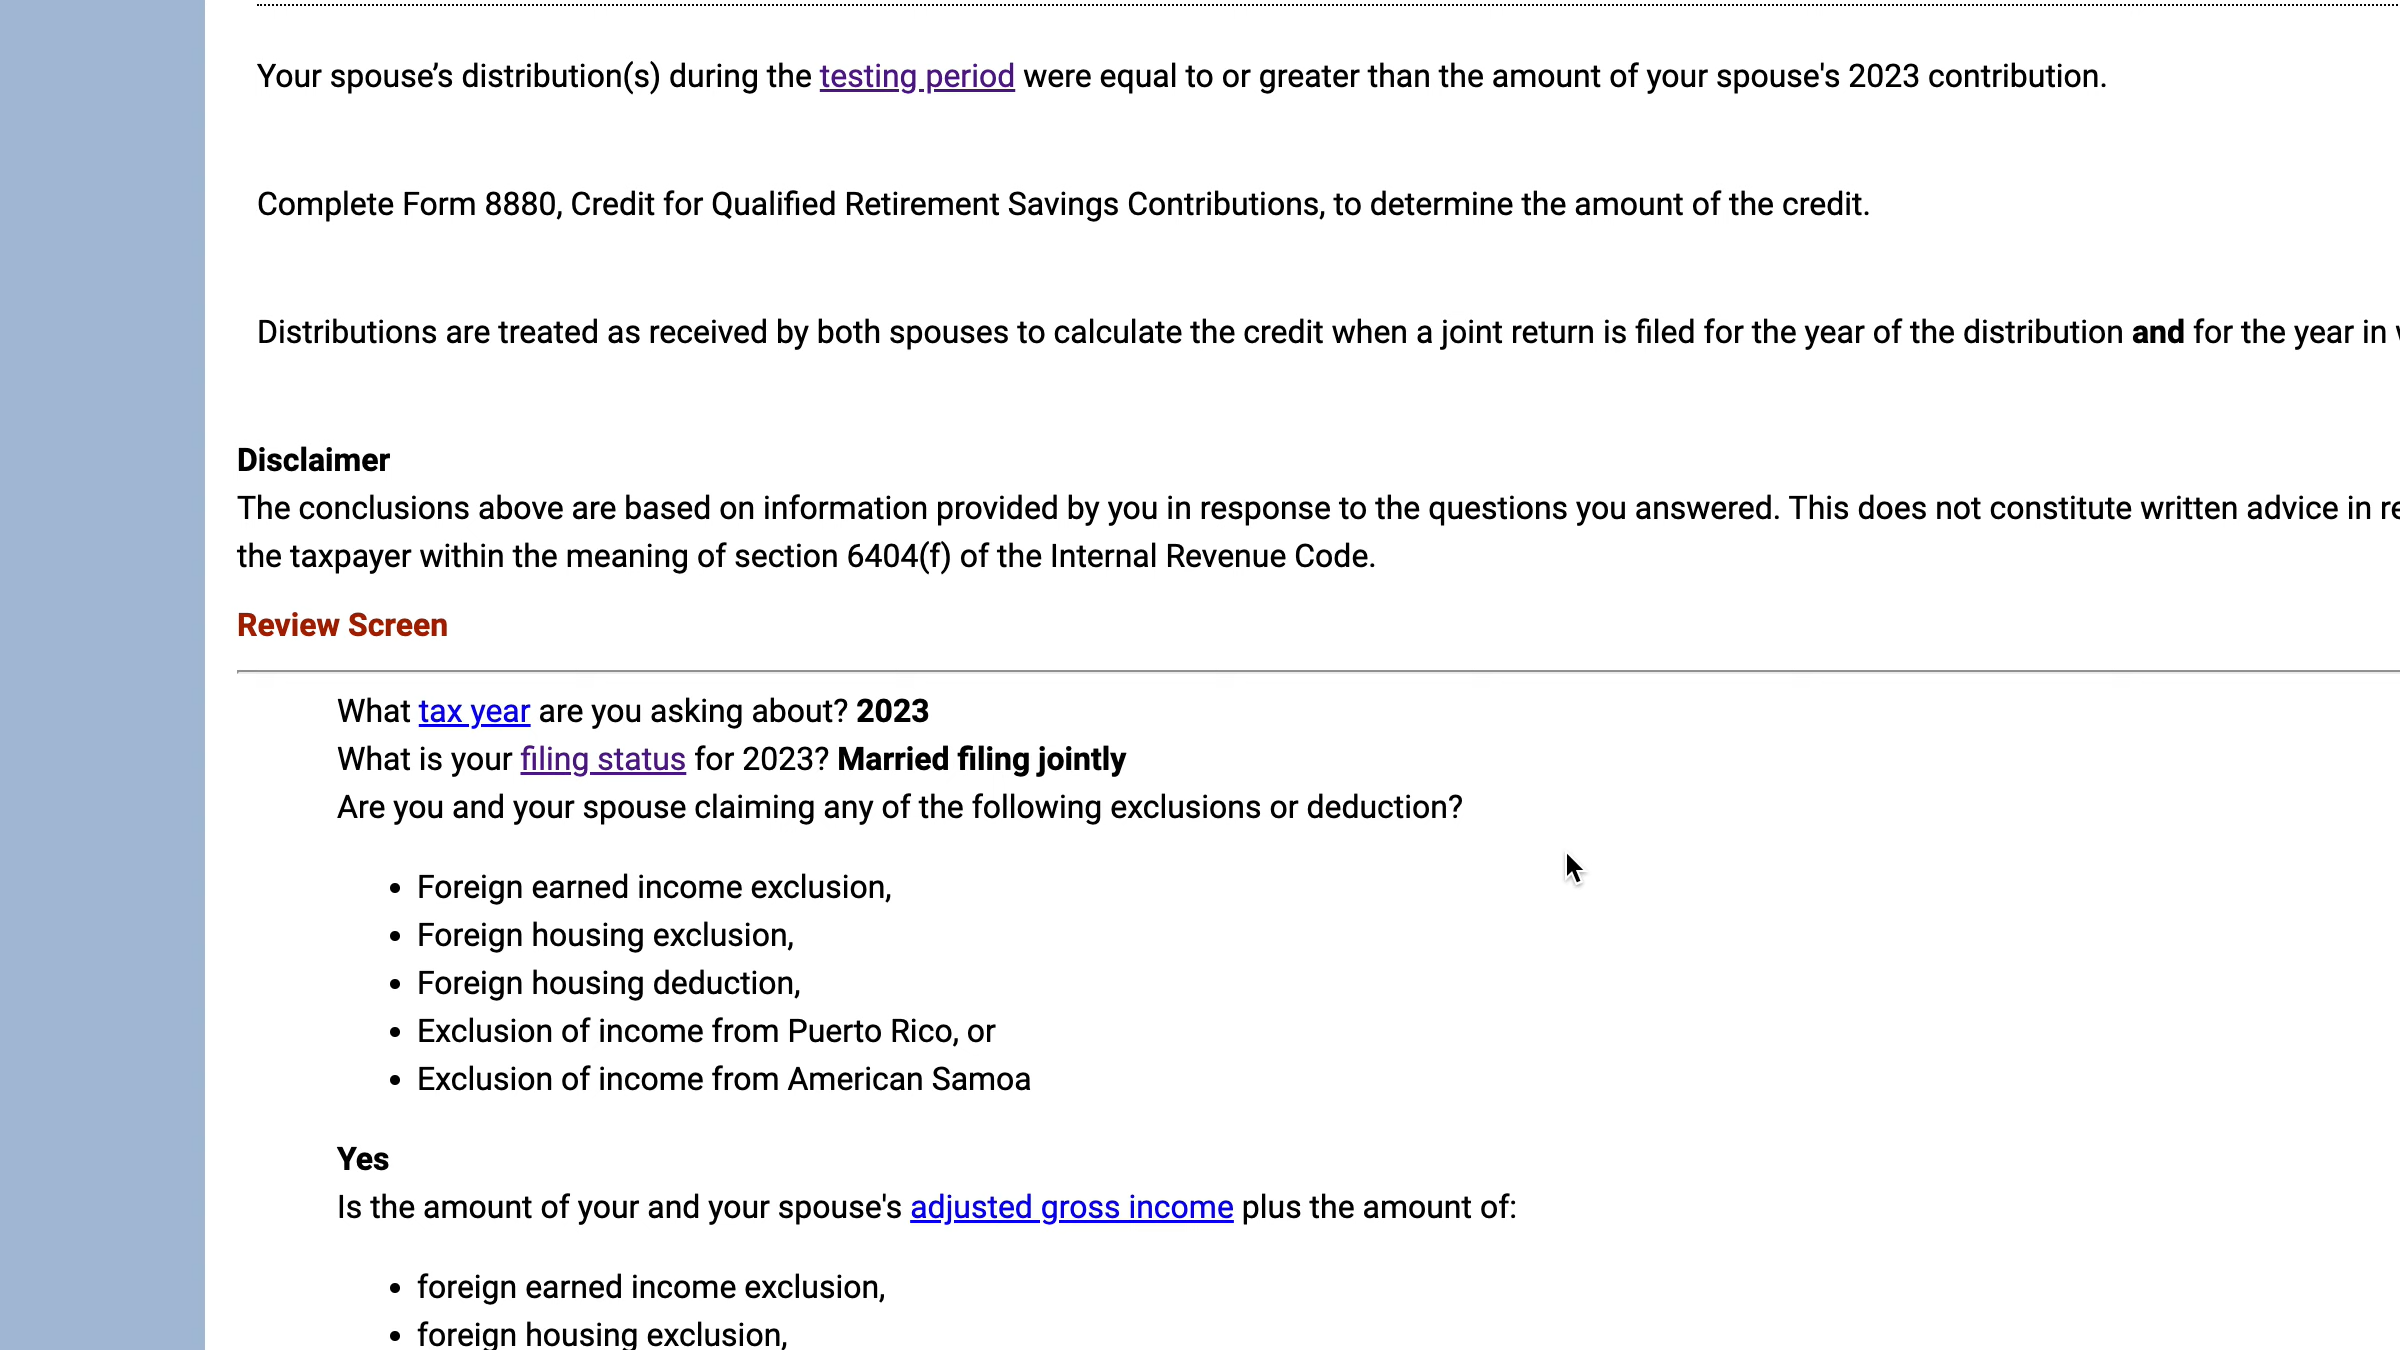 Your spouse’s distribution(s) during the testing period were equal to or greater than the amount of your spouse's 2023 contribution.
Complete Form 8880, Credit for Qualified Retirement Savings Contributions, to determine the amount of the credit.
Distributions are treated as received by both spouses to calculate the credit when a joint return is filed for the year of the distribution and for the year in
Disclaimer
The conclusions above are based on information provided by you in response to the questions you answered. This does not constitute written advice in
the taxpayer within the meaning of section 6404(f) of the Internal Revenue Code.
Review Screen
What tax year are you asking about? 2023
What is your filing status for 2023? Married filing jointly
Are you and your spouse claiming any of the following exclusions or deduction?
• Foreign earned income exclusion,
• Foreign housing exclusion,
• Foreign housing deduction,
• Exclusion of income from Puerto Rico, or
• Exclusion of income from American Samoa
Yes
Is the amount of your and your spouse's adjusted gross income plus the amount of:
• foreign earned income exclusion,
• foreign housing exclusion,